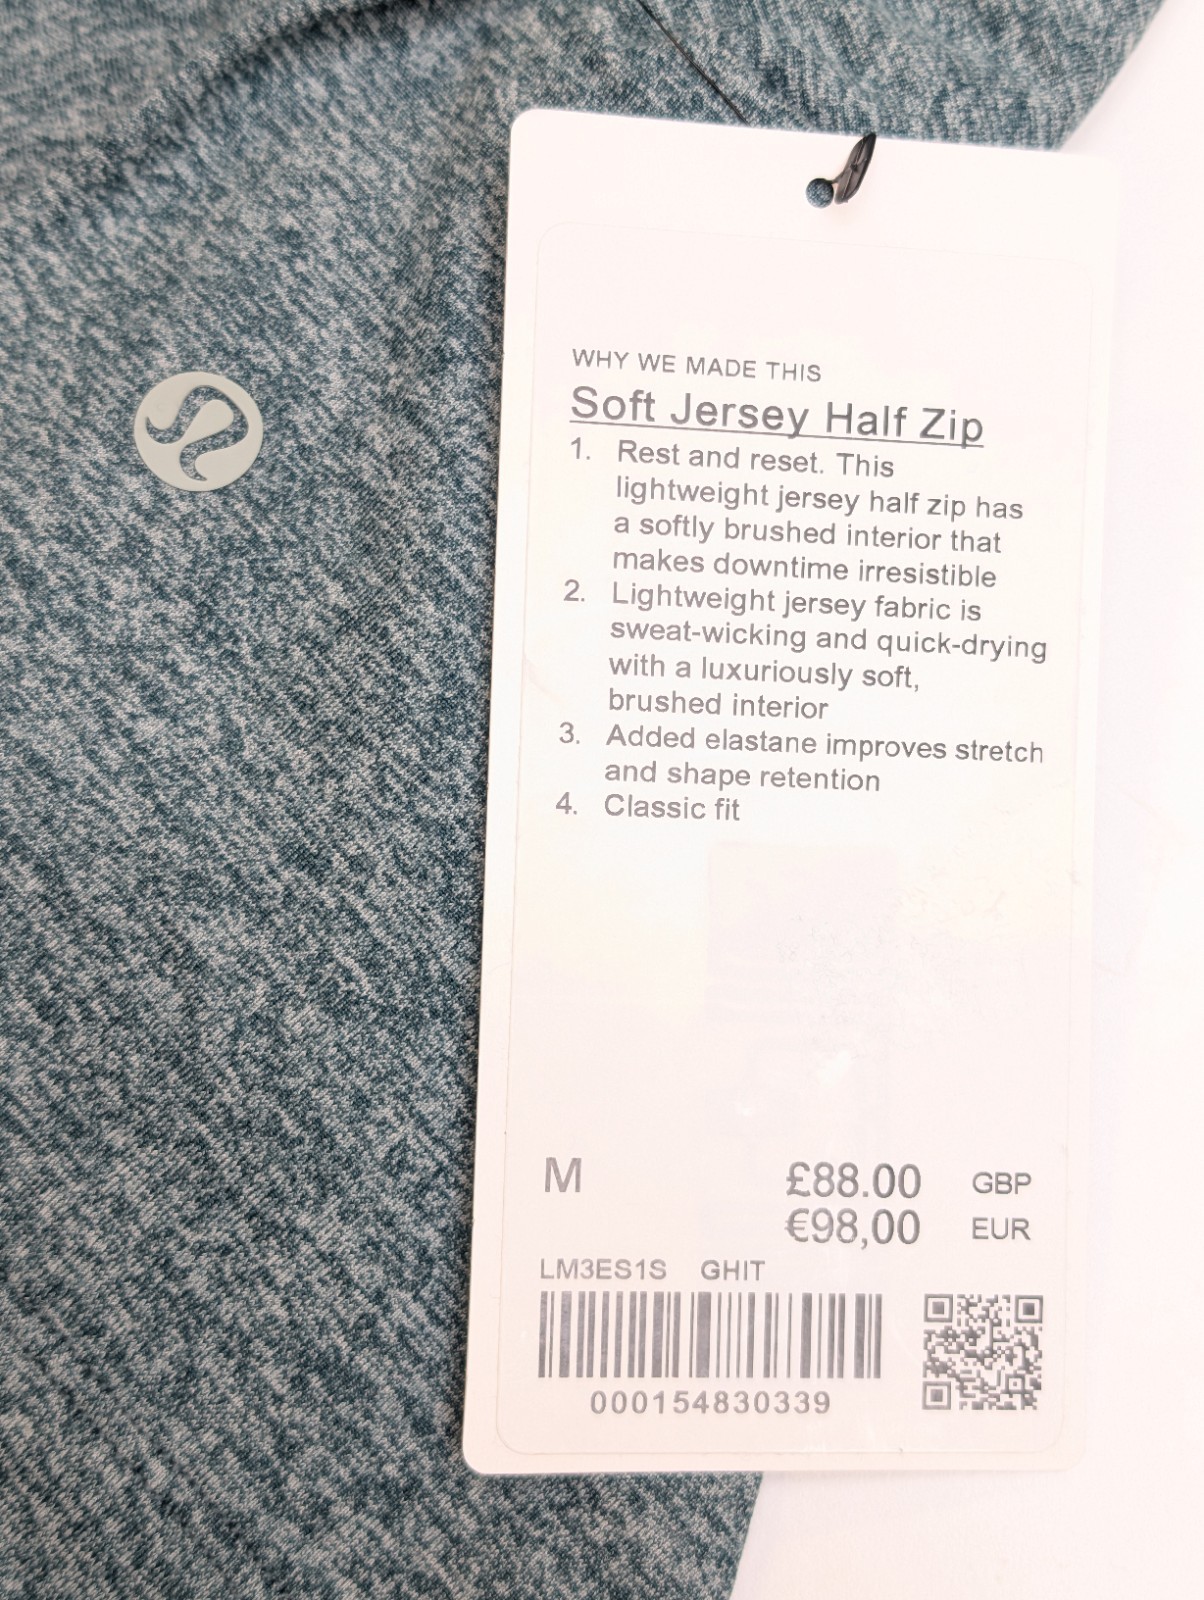 WHY WE MADE THIS
Soft Jersey Half Zip
1. Rest and reset. This
lightweight jersey half zip has
a softly brushed interior that
makes downtime irresistible
2. Lightweight jersey fabric is
sweat-wicking and quick-drying
with a luxuriously soft,
brushed interior
3. Added elastane improves stretch
and shape retention
4. Classic fit
M £88.00 GBP
€98,00 EUR
LM3ES1S GHIT
000154830339